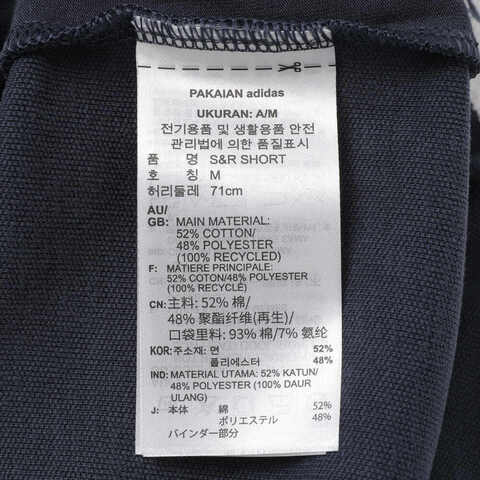 PAKAIAN adidas
UKURAN: A/M
전기용품 및 생활용품 안전
관리법에 의한 품질표시
품 명 S&R SHORT
호 칭 M
허리둘레 71cm
AU/
GB: MAIN MATERIAL:
52% COTTON/
48% POLYESTER
(100% RECYCLED)
F: MATIERE PRINCIPALE:
52% COTON/48% POLYESTER
(100% RECYCLÉ)
CN: 主料: 52% 棉/
48% 聚酯纤维(再生)/
口袋里料: 93% 棉/7% 氨纶
KOR: 주소재: 면 52%
폴리에스터 48%
IND: MATERIAL UTAMA: 52% KATUN/
48% POLYESTER (100% DAUR
ULANG)
J: 本体 綿 52%
ポリエステル 48%
バインダー部分